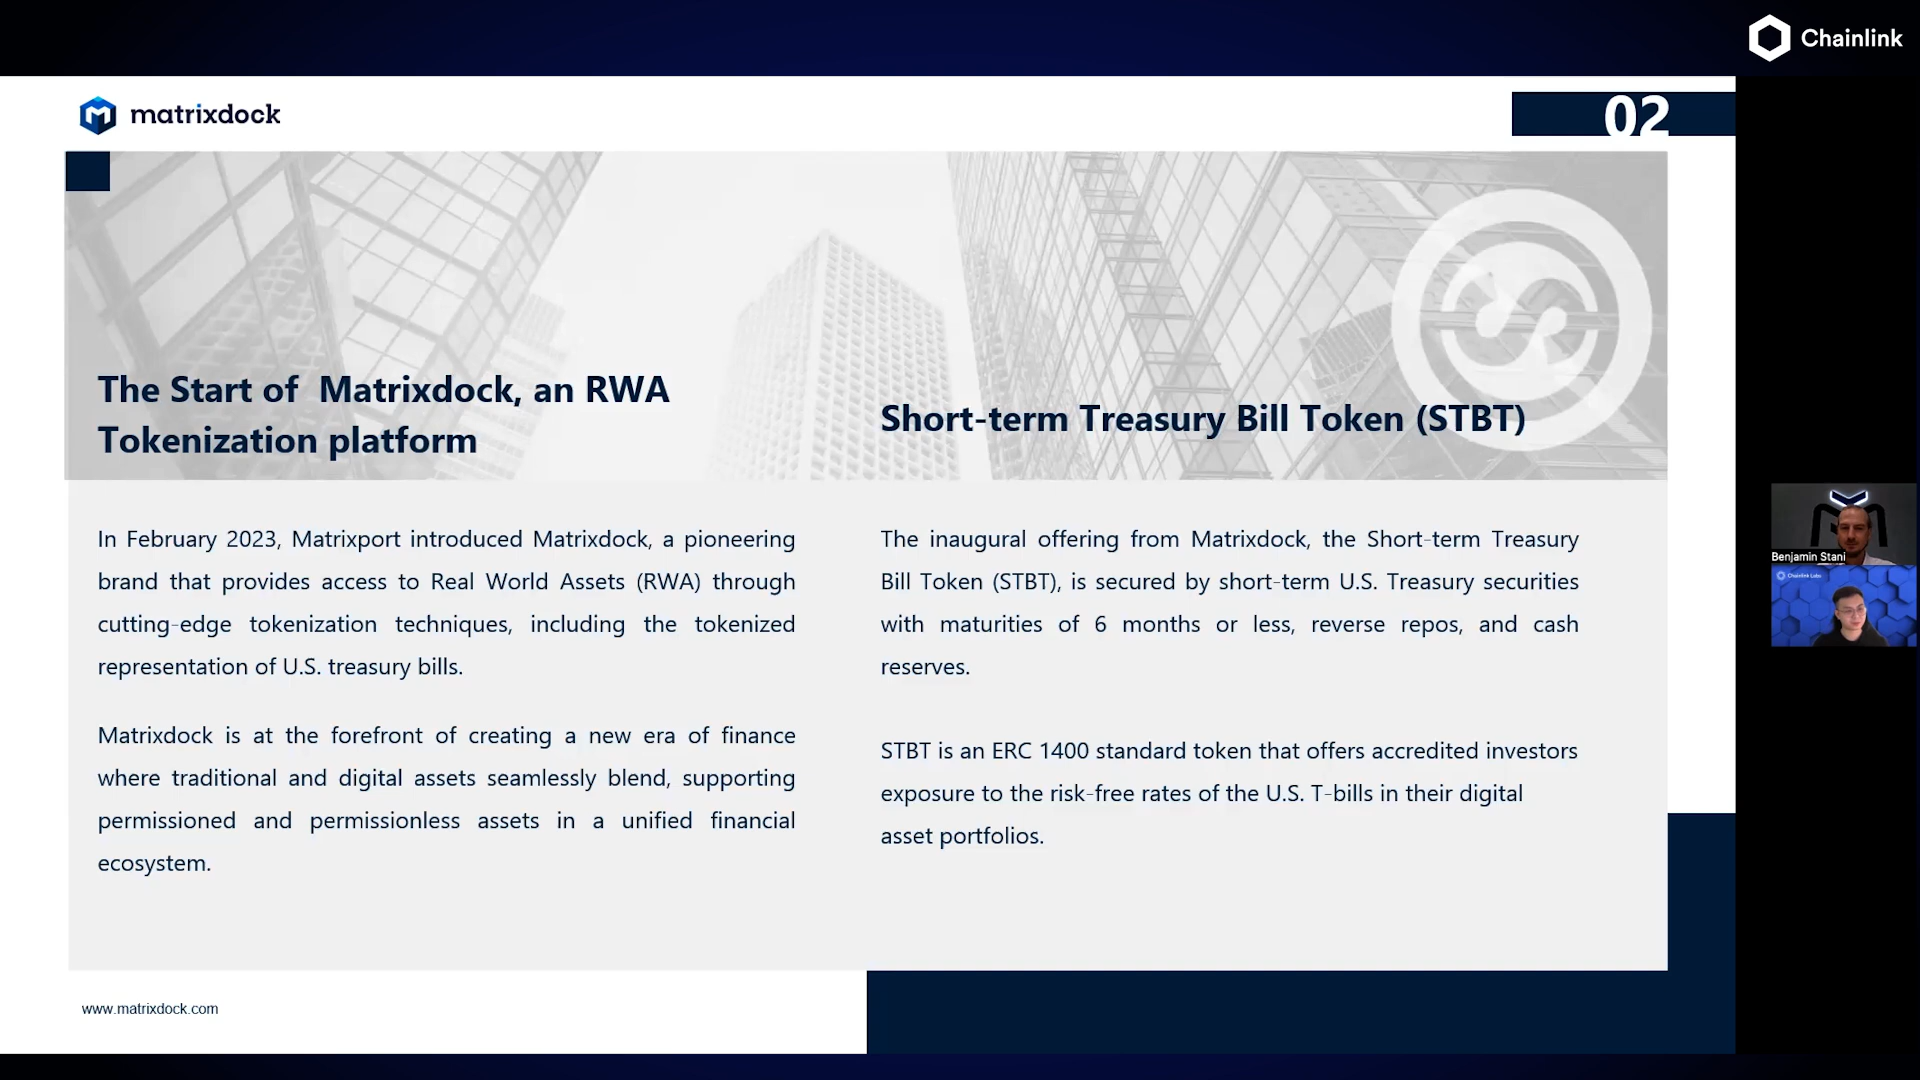 Chainlink
matrixdock
02
The Start of Matrixdock, an RWA
Tokenization platform
In February 2023, Matrixport introduced Matrixdock, a pioneering
brand that provides access to Real World Assets (RWA) through
cutting-edge tokenization techniques, including the tokenized
representation of U.S. treasury bills.
Matrixdock is at the forefront of creating a new era of finance
where traditional and digital assets seamlessly blend, supporting
permissioned and permissionless assets in a unified financial
ecosystem.
Short-term Treasury Bill Token (STBT)
The inaugural offering from Matrixdock, the Short-term Treasury
Bill Token (STBT), is secured by short-term U.S. Treasury securities
with maturities of 6 months or less, reverse repos, and cash
reserves.
STBT is an ERC 1400 standard token that offers accredited investors
exposure to the risk-free rates of the U.S. T-bills in their digital
asset portfolios.
Benjamin Stani
Chainlink Labs
www.matrixdock.com